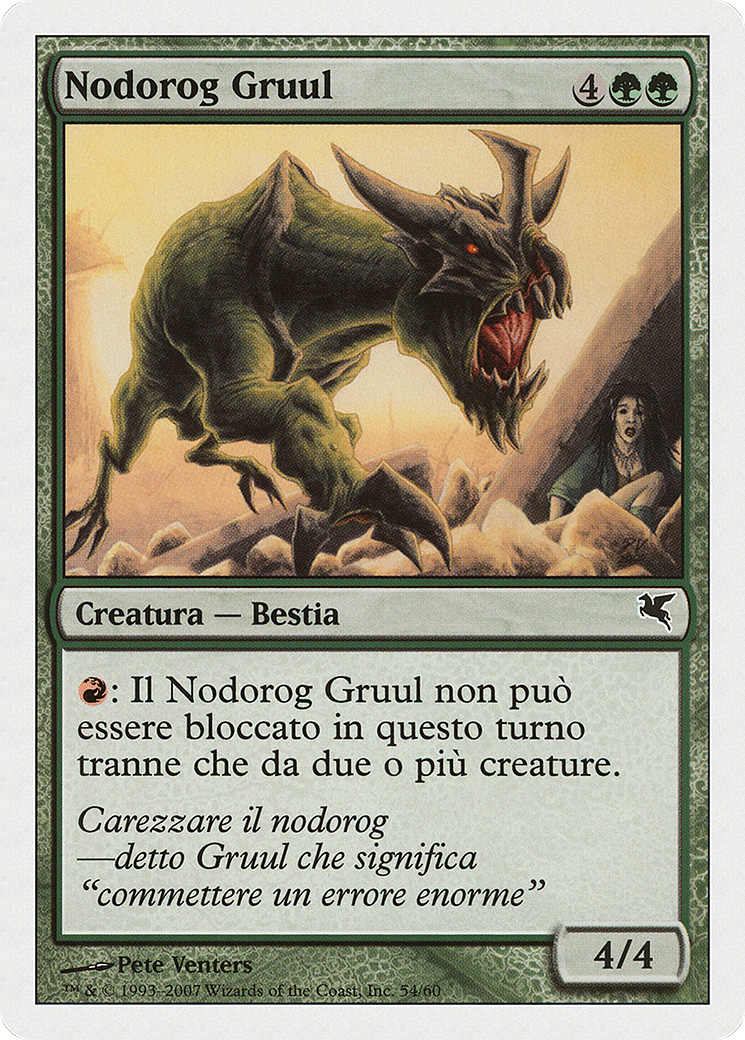 Nodorog Gruul
4
Creatura — Bestia
: Il Nodorog Gruul non può
essere bloccato in questo turno
tranne che da due o più creature.
Carezzare il nodorog
—detto Gruul che significa
“commettere un errore enorme”
4/4
Pete Venters
™ & © 1993–2007 Wizards of the Coast, Inc. 54/60